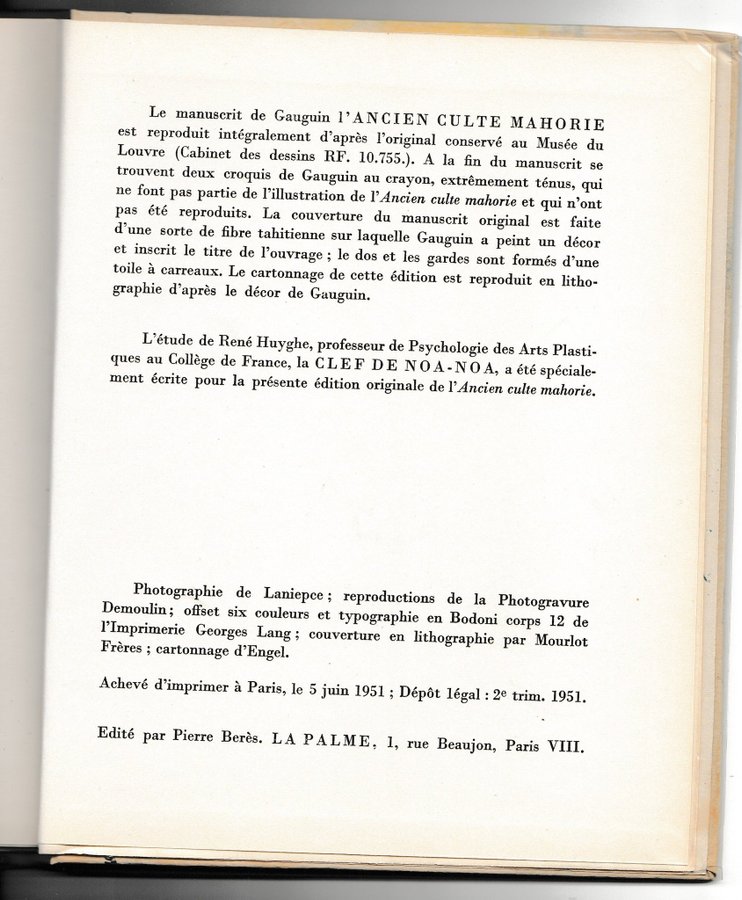 Le manuscrit de Gauguin l'ANCIEN CULTE MAHORIE
est reproduit intégralement d'après l'original conservé au Musée du
Louvre (Cabinet des dessins RF. 10.755.). A la fin du manuscrit se
trouvent deux croquis de Gauguin au crayon, extrêmement ténus, qui
ne font pas partie de l'illustration de l'Ancien culte mahorie et qui n'ont
pas été reproduits. La couverture du manuscrit original est faite
d'une sorte de fibre tahitienne sur laquelle Gauguin a peint un décor
et inscrit le titre de l'ouvrage ; le dos et les gardes sont formés d'une
toile à carreaux. Le cartonnage de cette édition est reproduit en litho-
graphie d'après le décor de Gauguin.
L'étude de René Huyghe, professeur de Psychologie des Arts Plasti-
ques au Collège de France, la CLEF DE NOA-NOA, a été spéciale-
ment écrite pour la présente édition originale de l'Ancien culte mahorie.
Photographie de Laniepce ; reproductions de la Photogravure
Demoulin ; offset six couleurs et typographie en Bodoni corps 12 de
l'Imprimerie Georges Lang ; couverture en lithographie par Mourlot
Frères ; cartonnage d'Engel.
Achevé d'imprimer à Paris, le 5 juin 1951 ; Dépôt légal : 2e trim. 1951.
Edité par Pierre Berès. LA PALME, 1, rue Beaujon, Paris VIII.